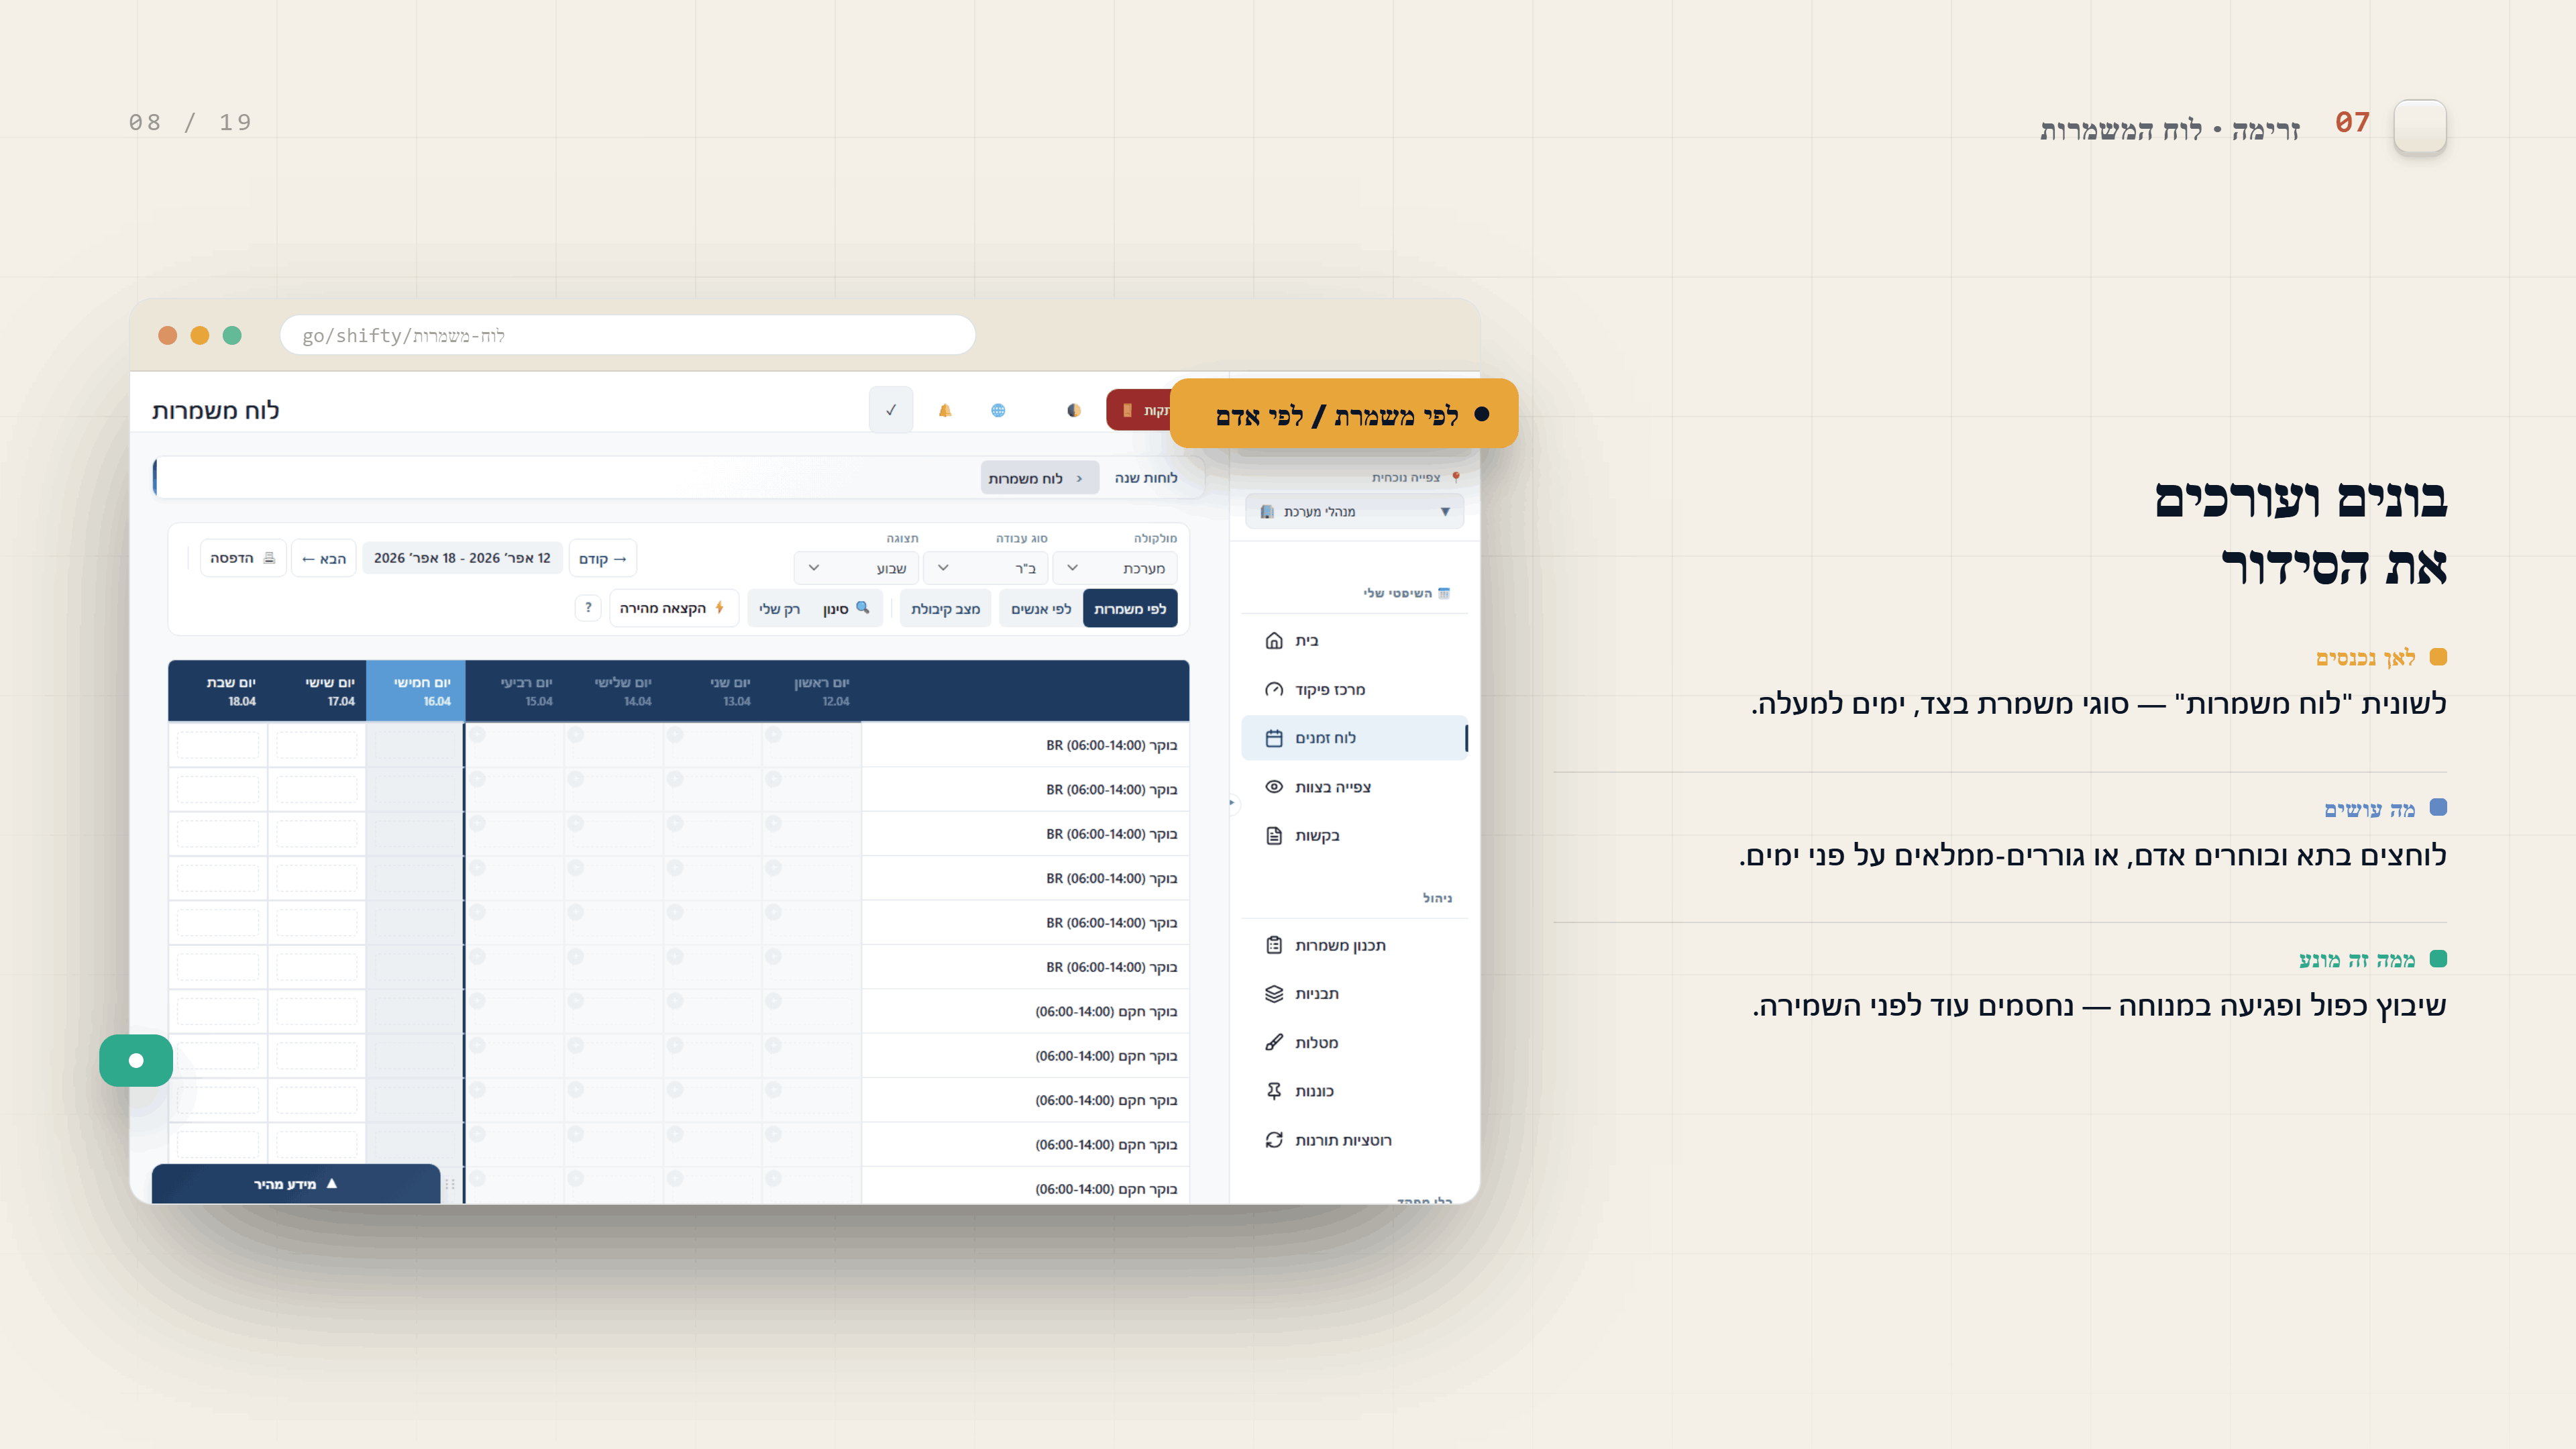 07 זרימה • לוח המשמרות
08 / 19
בונים ועורכים
את הסידור
לאן נכנסים
לשונית "לוח משמרות" — סוגי משמרת בצד, ימים למעלה.
מה עושים
לוחצים בתא ובוחרים אדם, או גוררים-ממלאים על פני ימים.
ממה זה מונע
שיבוץ כפול ופגיעה במנוחה — נחסמים עוד לפני השמירה.
go/shifty/לוח-משמרות
לפי משמרת / לפי אדם
לוח משמרות
צפייה נוכחית
מנהלי מערכת
השיפטי שלי
בית
מרכז פיקוד
לוח זמנים
צפייה בצוות
בקשות
ניהול
תכנון משמרות
תבניות
מטלות
כוננות
רוטציות תורנות
לוחות שנה
לוח משמרות
מולקולה
סוג עבודה
תצוגה
מערכת
ב"ר
שבוע
→ קודם
12 אפר׳ 2026 - 18 אפר׳ 2026
הבא ←
הדפסה
לפי משמרות
לפי אנשים
מצב קיבולת
סינון
רק שלי
הקצאה מהירה
?
יום ראשון 12.04
יום שני 13.04
יום שלישי 14.04
יום רביעי 15.04
יום חמישי 16.04
יום שישי 17.04
יום שבת 18.04
בוקר BR (06:00-14:00)
בוקר BR (06:00-14:00)
בוקר BR (06:00-14:00)
בוקר BR (06:00-14:00)
בוקר BR (06:00-14:00)
בוקר BR (06:00-14:00)
בוקר חקם (06:00-14:00)
בוקר חקם (06:00-14:00)
בוקר חקם (06:00-14:00)
בוקר חקם (06:00-14:00)
בוקר חקם (06:00-14:00)
מידע מהיר